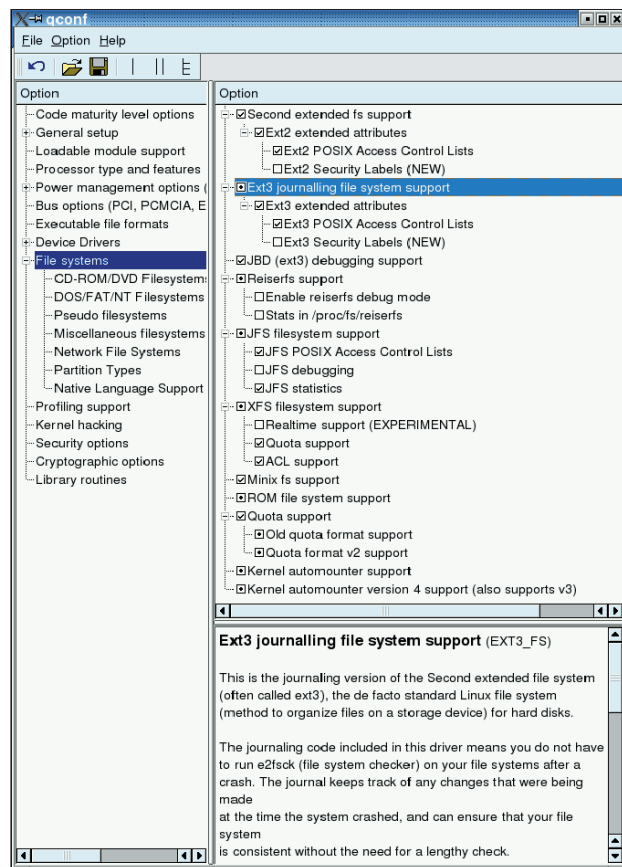 qconf
File Option Help
Option
Code maturity level options
General setup
Loadable module support
Processor type and features
Power management options (
Bus options (PCI, PCMCIA, E
Executable file formats
Device Drivers
File systems
CD-ROM/DVD Filesystem
DOS/FAT/NT Filesystems
Pseudo filesystems
Miscellaneous filesystems
Network File Systems
Partition Types
Native Language Support
Profiling support
Kernel hacking
Security options
Cryptographic options
Library routines
Option
Second extended fs support
Ext2 extended attributes
Ext2 POSIX Access Control Lists
Ext2 Security Labels (NEW)
Ext3 journalling file system support
Ext3 extended attributes
Ext3 POSIX Access Control Lists
Ext3 Security Labels (NEW)
JBD (ext3) debugging support
Reiserfs support
Enable reiserfs debug mode
Stats in /proc/fs/reiserfs
JFS filesystem support
JFS POSIX Access Control Lists
JFS debugging
JFS statistics
XFS filesystem support
Realtime support (EXPERIMENTAL)
Quota support
ACL support
Minix fs support
ROM file system support
Quota support
Old quota format support
Quota format v2 support
Kernel automounter support
Kernel automounter version 4 support (also supports v3)
Ext3 journalling file system support (EXT3_FS)
This is the journaling version of the Second extended file system
(often called ext3), the de facto standard Linux file system
(method to organize files on a storage device) for hard disks.
The journaling code included in this driver means you do not have
to run e2fsck (file system checker) on your file systems after a
crash. The journal keeps track of any changes that were being
made
at the time the system crashed, and can ensure that your file
system
is consistent without the need for a lengthy check.